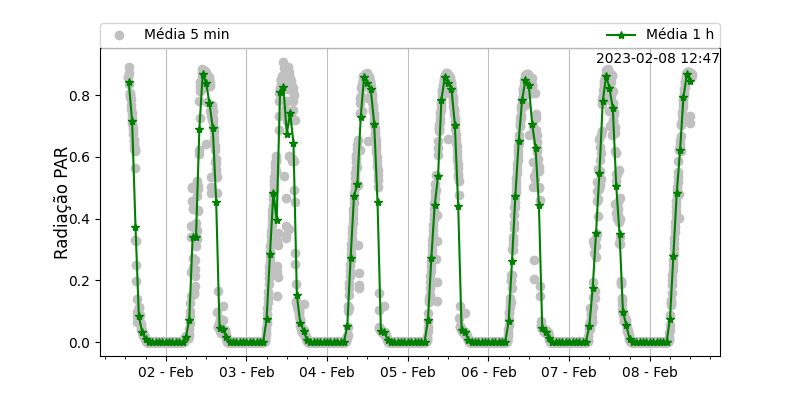 Média 5 min
Média 1 h
2023-02-08 12:47
Radiação PAR
0.8
0.6
0.4
0.2
0.0
02 - Feb
03 - Feb
04 - Feb
05 - Feb
06 - Feb
07 - Feb
08 - Feb